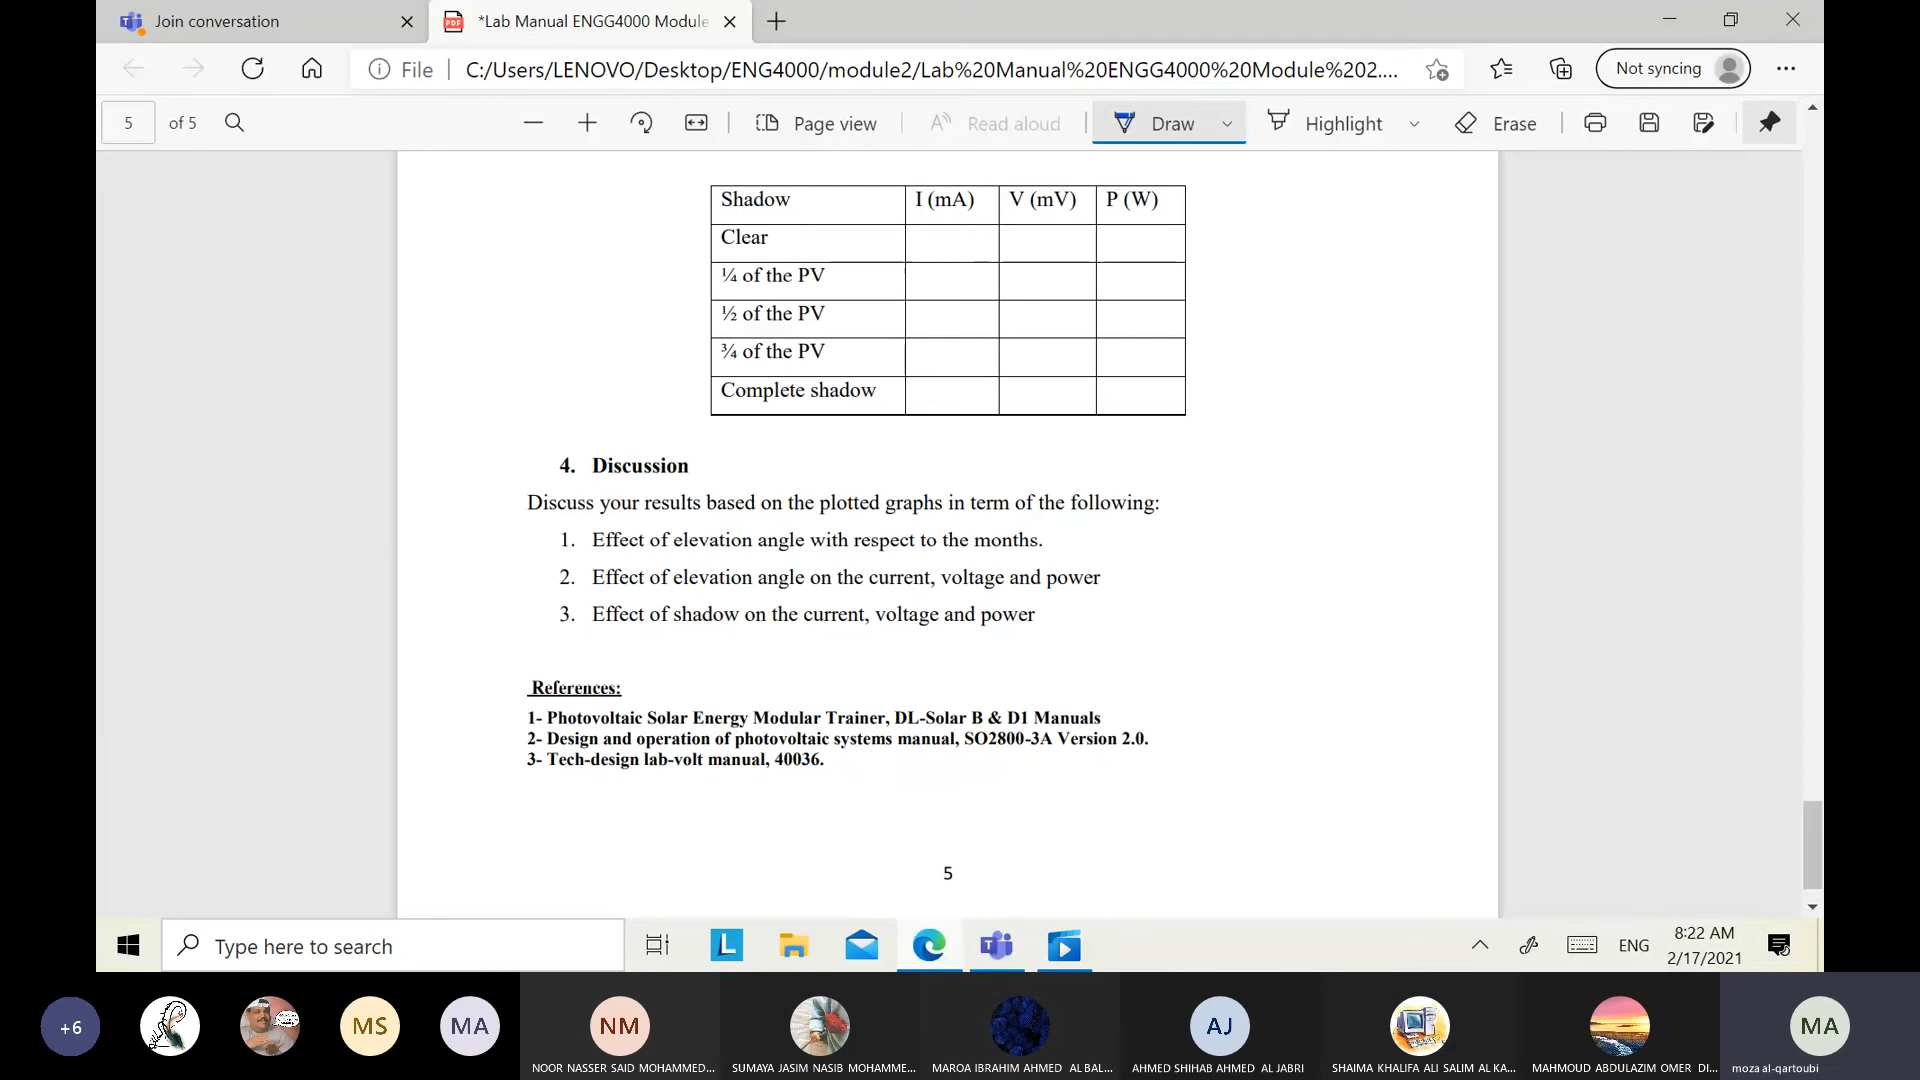 Join conversation
*Lab Manual ENGG4000 Module
File
C:/Users/LENOVO/Desktop/ENG4000/module2/Lab%20Manual%20ENGG4000%20Module%202....
Not syncing
5 of 5
Page view
Read aloud
Draw
Highlight
Erase
Shadow I (mA) V (mV) P (W)
Clear
¼ of the PV
½ of the PV
¾ of the PV
Complete shadow
4. Discussion
Discuss your results based on the plotted graphs in term of the following:
1. Effect of elevation angle with respect to the months.
2. Effect of elevation angle on the current, voltage and power
3. Effect of shadow on the current, voltage and power
References:
1- Photovoltaic Solar Energy Modular Trainer, DL-Solar B & D1 Manuals
2- Design and operation of photovoltaic systems manual, SO2800-3A Version 2.0.
3- Tech-design lab-volt manual, 40036.
5
Type here to search
L
ENG
8:22 AM
2/17/2021
+6
MS
MA
NM
AJ
MA
NOOR NASSER SAID MOHAMMED...
SUMAYA JASIM NASIB MOHAMME...
MAROA IBRAHIM AHMED AL BAL...
AHMED SHIHAB AHMED AL JABRI
SHAIMA KHALIFA ALI SALIM AL KA...
MAHMOUD ABDULAZIM OMER DI...
moza al-qartoubi